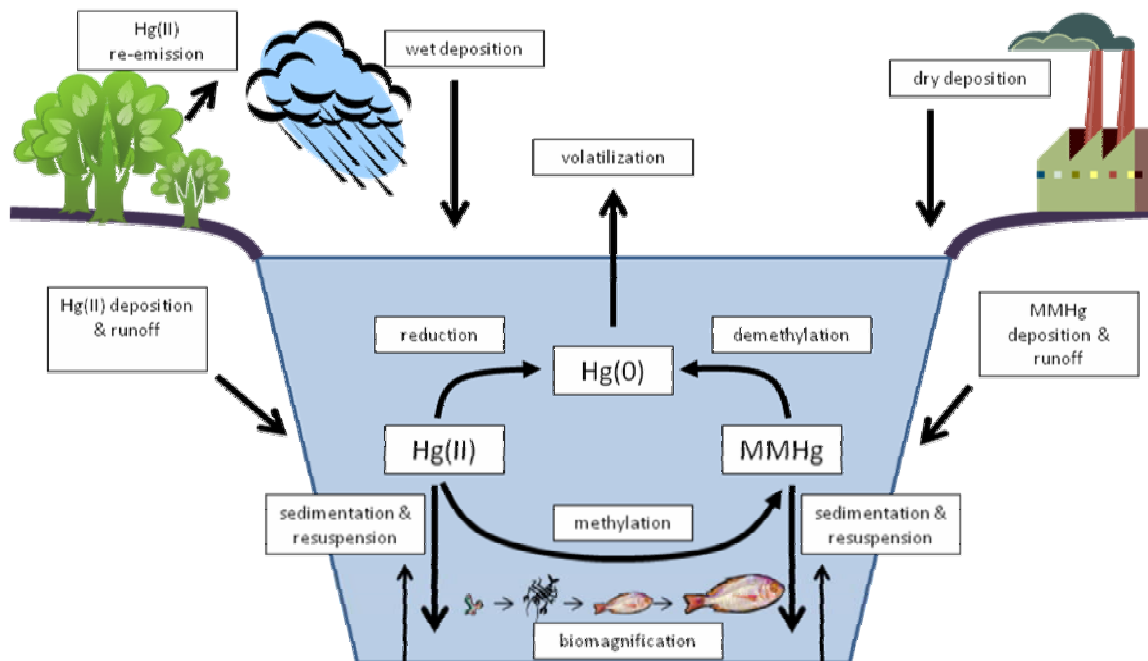 Hg(II)
re-emission
wet deposition
dry deposition
volatilization
Hg(II) deposition
& runoff
MMHg
deposition &
runoff
reduction
demethylation
Hg(0)
Hg(II)
MMHg
sedimentation &
resuspension
methylation
sedimentation &
resuspension
biomagnification